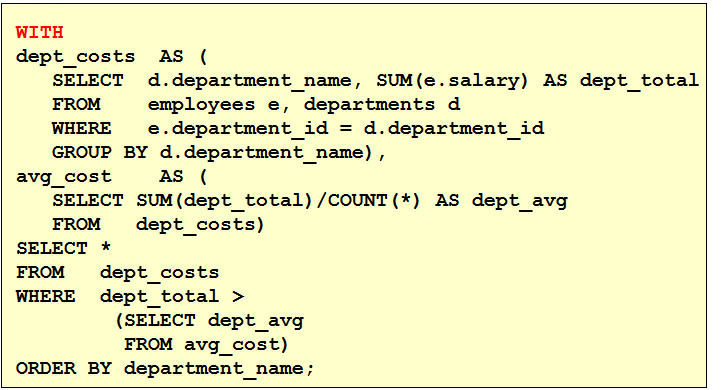 WITH
dept_costs  AS (
   SELECT  d.department_name, SUM(e.salary) AS dept_total
   FROM    employees e, departments d
   WHERE   e.department_id = d.department_id
   GROUP BY d.department_name),
avg_cost    AS (
   SELECT SUM(dept_total)/COUNT(*) AS dept_avg
   FROM   dept_costs)
SELECT *
FROM   dept_costs
WHERE  dept_total >
        (SELECT dept_avg
         FROM avg_cost)
ORDER BY department_name;